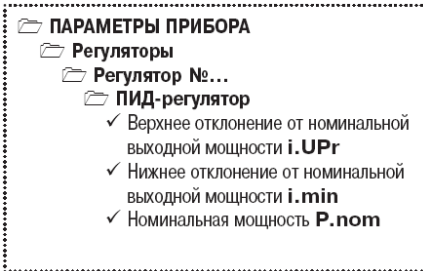 ПАРАМЕТРЫ ПРИБОРА
Регуляторы
Регулятор №...
ПИД-регулятор
✓ Верхнее отклонение от номинальной
выходной мощности i.UPr
✓ Нижнее отклонение от номинальной
выходной мощности i.min
✓ Номинальная мощность P.nom